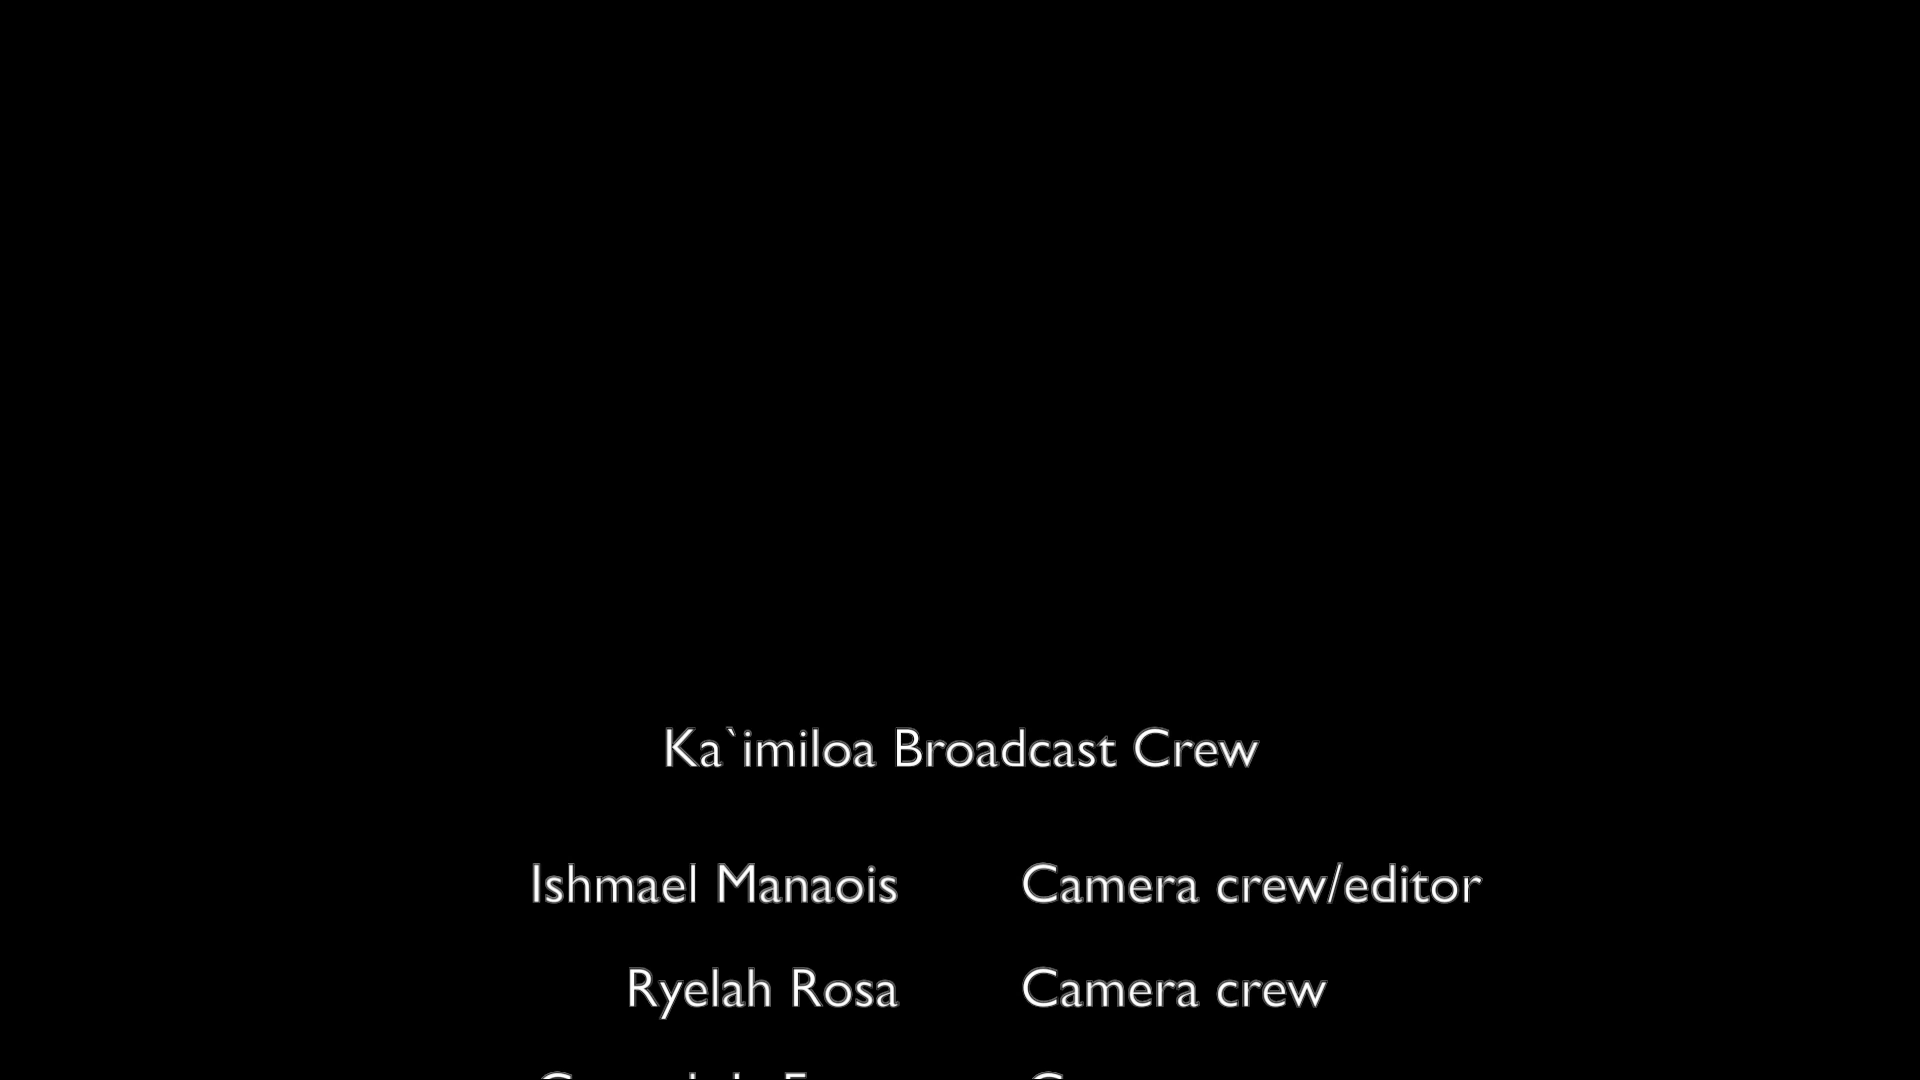 Ka`imiloa Broadcast Crew
Ishmael Manaois Camera crew/editor
Ryelah Rosa Camera crew